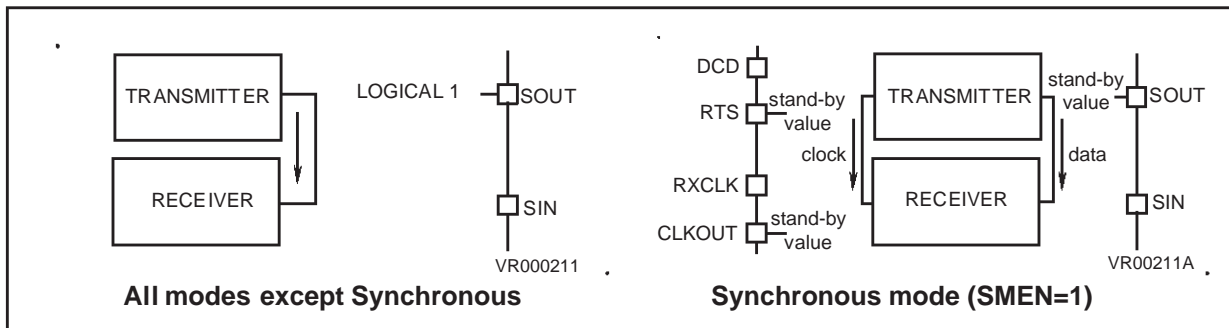 TRANSMITTER
RECEIVER
LOGICAL 1
SOUT
SIN
VR000211
All modes except Synchronous
DCD
RTS
stand-by
value
clock
RXCLK
CLKOUT
stand-by
value
TRANSMITTER
RECEIVER
data
stand-by
value
SOUT
SIN
VR00211A
Synchronous mode (SMEN=1)